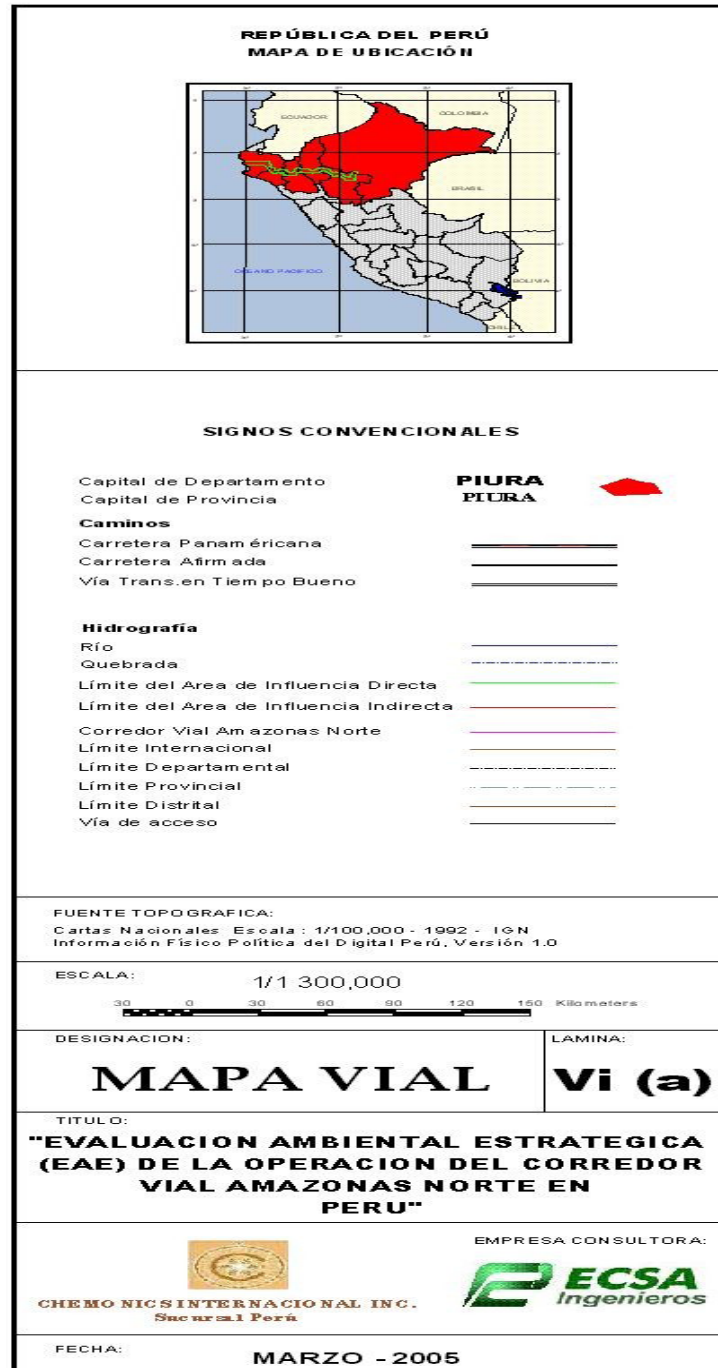 REPÚBLICA DEL PERÚ
MAPA DE UBICACIÓN
ECUADOR
COLOMBIA
BRASIL
BOLIVIA
CHILE
SIGNOS CONVENCIONALES
Capital de Departamento PIURA
Capital de Provincia PIURA
Caminos
Carretera Panaméricana
Carretera Afirmada
Vía Trans.en Tiempo Bueno
Hidrografía
Río
Quebrada
Límite del Area de Influencia Directa
Límite del Area de Influencia Indirecta
Corredor Vial Amazonas Norte
Límite Internacional
Límite Departamental
Límite Provincial
Límite Distrital
Vía de acceso
FUENTE TOPOGRAFICA:
Cartas Nacionales Escala : 1/100,000 - 1992 - IGN
Información Físico Política del Digital Perú, Versión 1.0
ESCALA: 1/1 300,000
30 0 30 60 90 120 150 Kilometers
DESIGNACION:
MAPA VIAL
LAMINA:
Vi (a)
TITULO:
"EVALUACION AMBIENTAL ESTRATEGICA
(EAE) DE LA OPERACION DEL CORREDOR
VIAL AMAZONAS NORTE EN
PERU"
CHEMONICS INTERNACIONAL INC.
Sucursal Perú
EMPRESA CONSULTORA:
ECSA
Ingenieros
FECHA: MARZO - 2005